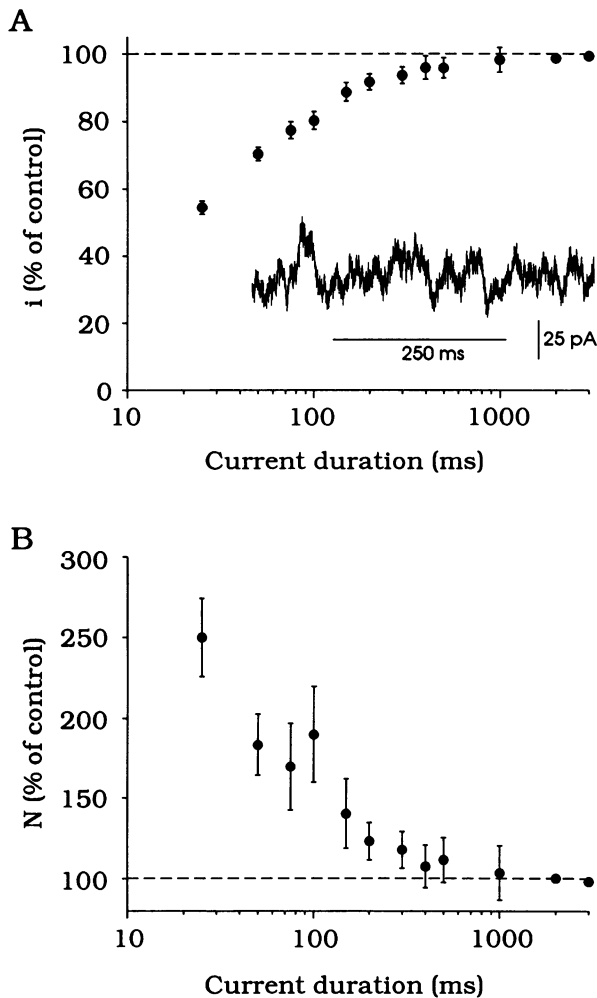 A
i (% of control)
100
80
60
40
20
0
250 ms
25 pA
10
100
1000
Current duration (ms)
B
N (% of control)
300
250
200
150
100
10
100
1000
Current duration (ms)